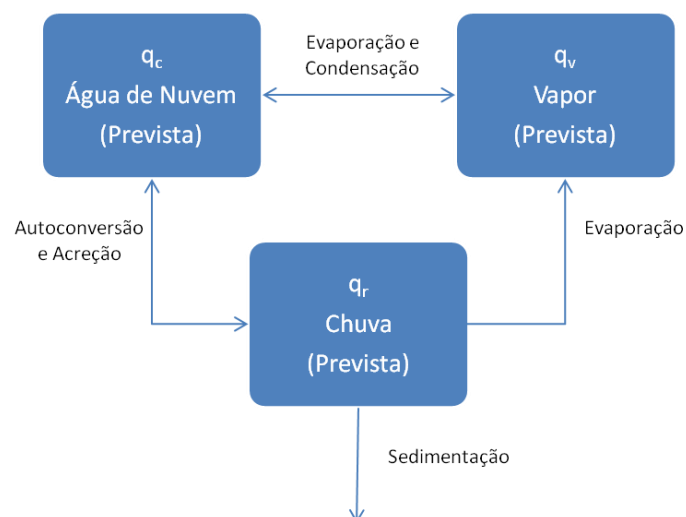 q_c
Água de Nuvem
(Prevista)
Evaporação e
Condensação
q_v
Vapor
(Prevista)
Autoconversão
e Acreção
q_r
Chuva
(Prevista)
Evaporação
Sedimentação